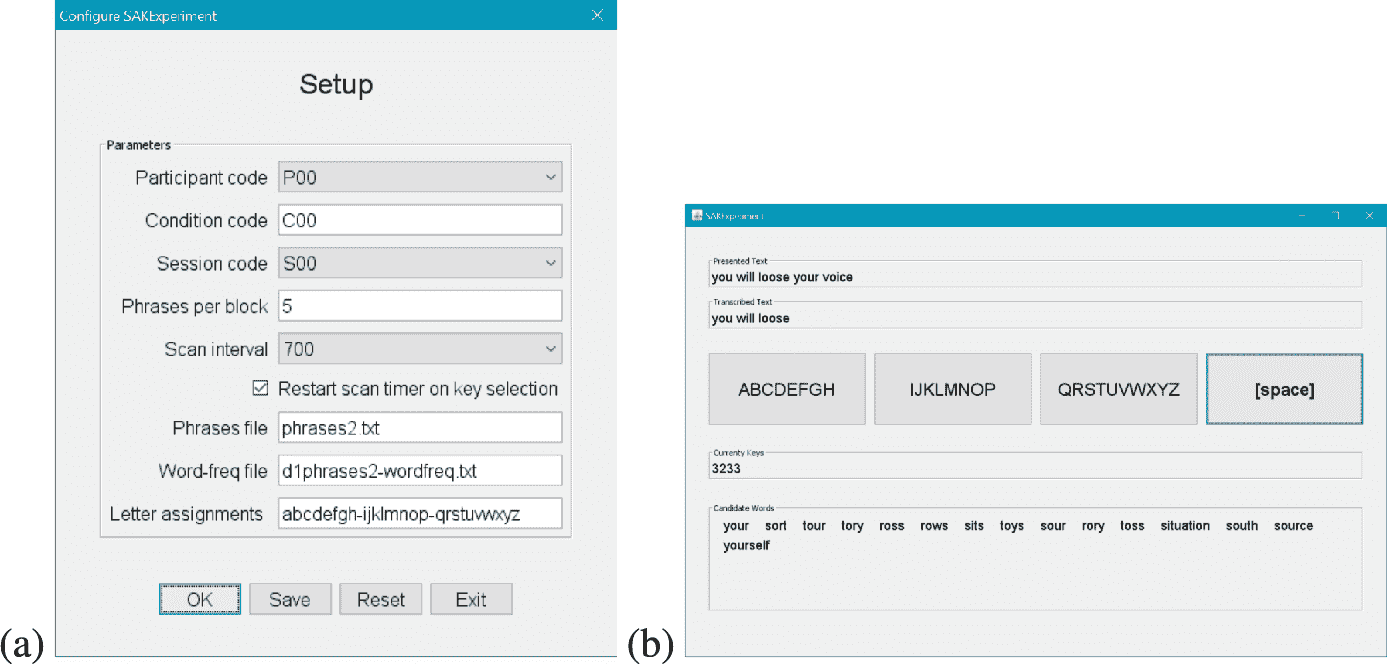 Configure SAKExperiment
Setup
Parameters
Participant code P00
Condition code C00
Session code S00
Phrases per block 5
Scan interval 700
Restart scan timer on key selection
Phrases file phrases2.txt
Word-freq file d1phrases2-wordfreq.txt
Letter assignments abcdefgh-ijklmnop-qrstuvwxyz
OK Save Reset Exit
(a)
SAKExperiment
Presented Text
you will loose your voice
Transcribed Text
you will loose
ABCDEFGH IJKLMNOP QRSTUVWXYZ [space]
Currenty Keys
3233
Candidate Words
your sort tour tory ross rows sits toys sour rory toss situation south source
yourself
(b)